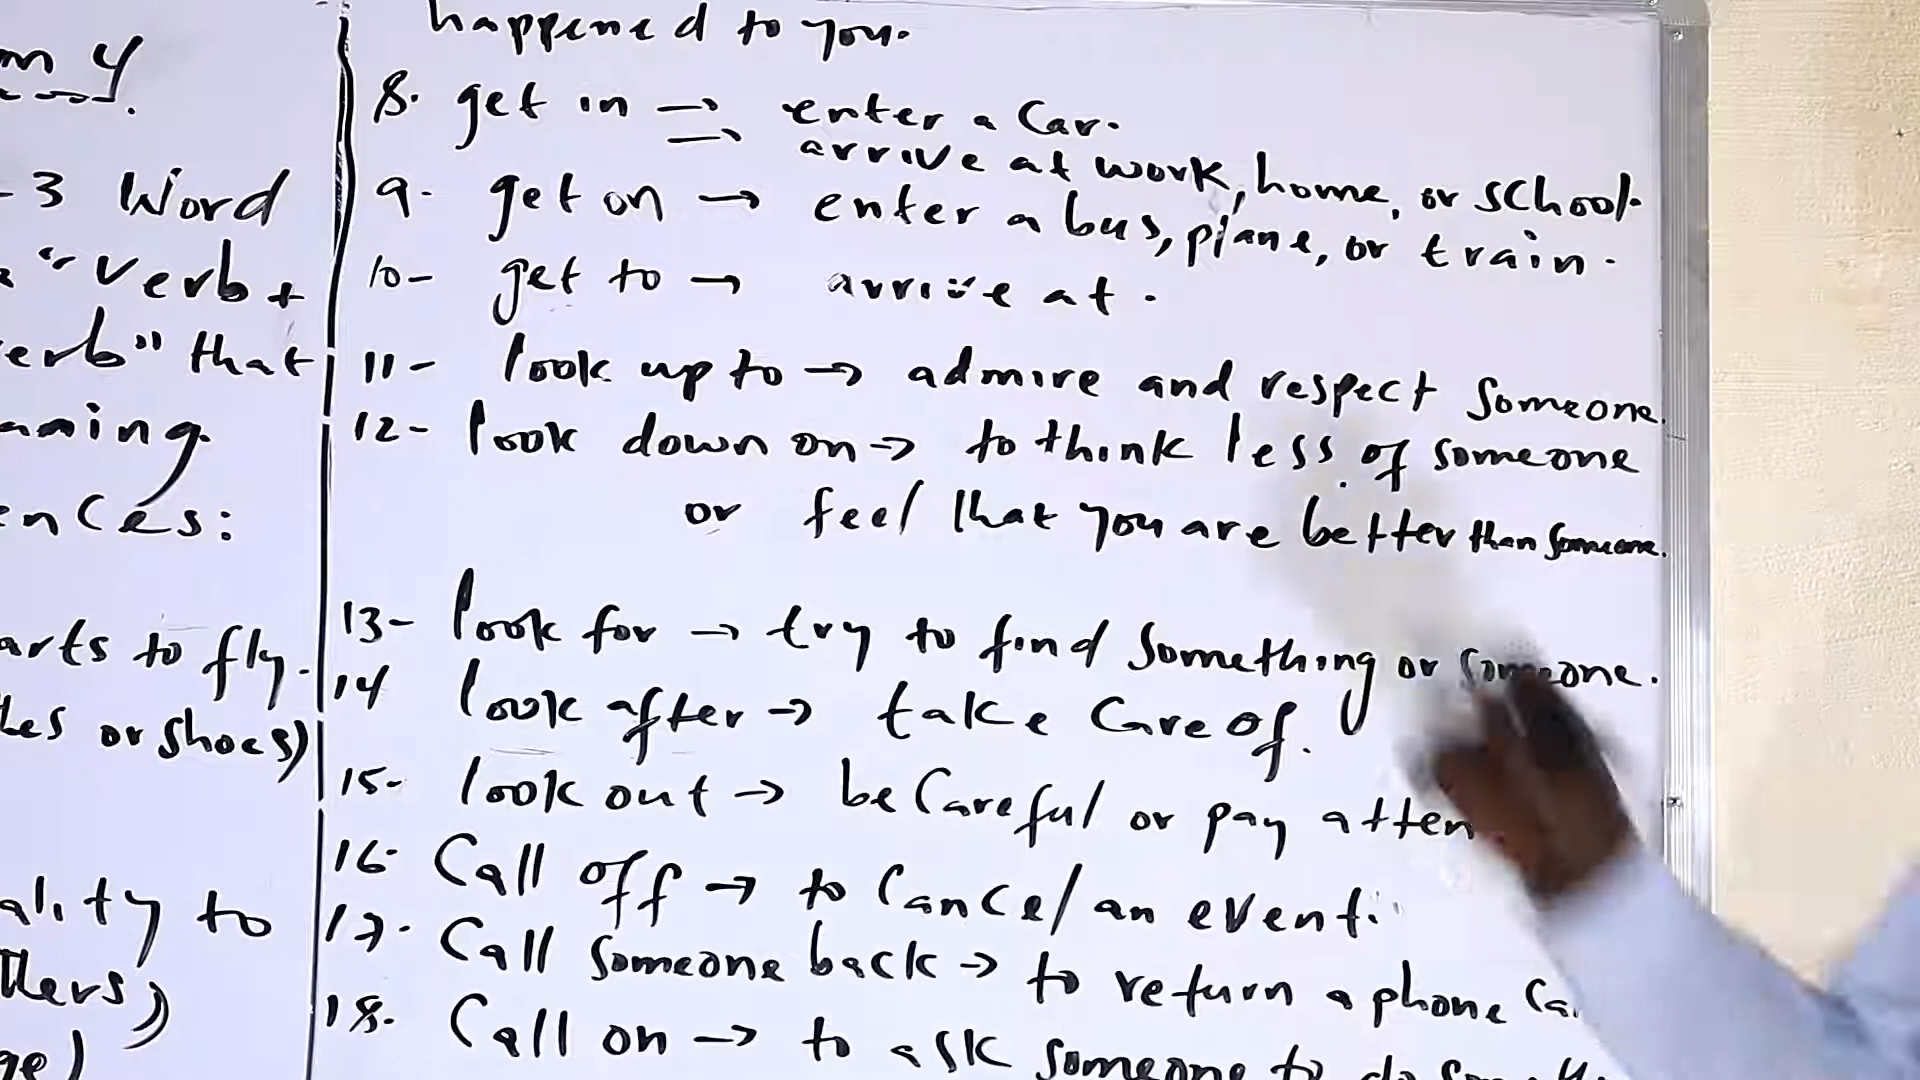 m 4
-3 Word
"verb+
erb" that
aning.
ences:
arts to fly.
or shoes)
ality to
happened to you.
8. get in → enter a Car.
→ arrive at work, home, or school.
9- get on → enter a bus, plane, or train.
10- get to → arrive at.
11- look up to → admire and respect Someone.
12- look down on → to think less of someone
or feel that you are better than Someone.
13- look for → try to find Something or someone.
14 look after → take Care of.
15- look out → be Careful or pay atten
16- Call off → to Cancel an event.
17. Call Someone back → to return a phone Ca
18. Call on → to ask someone to do